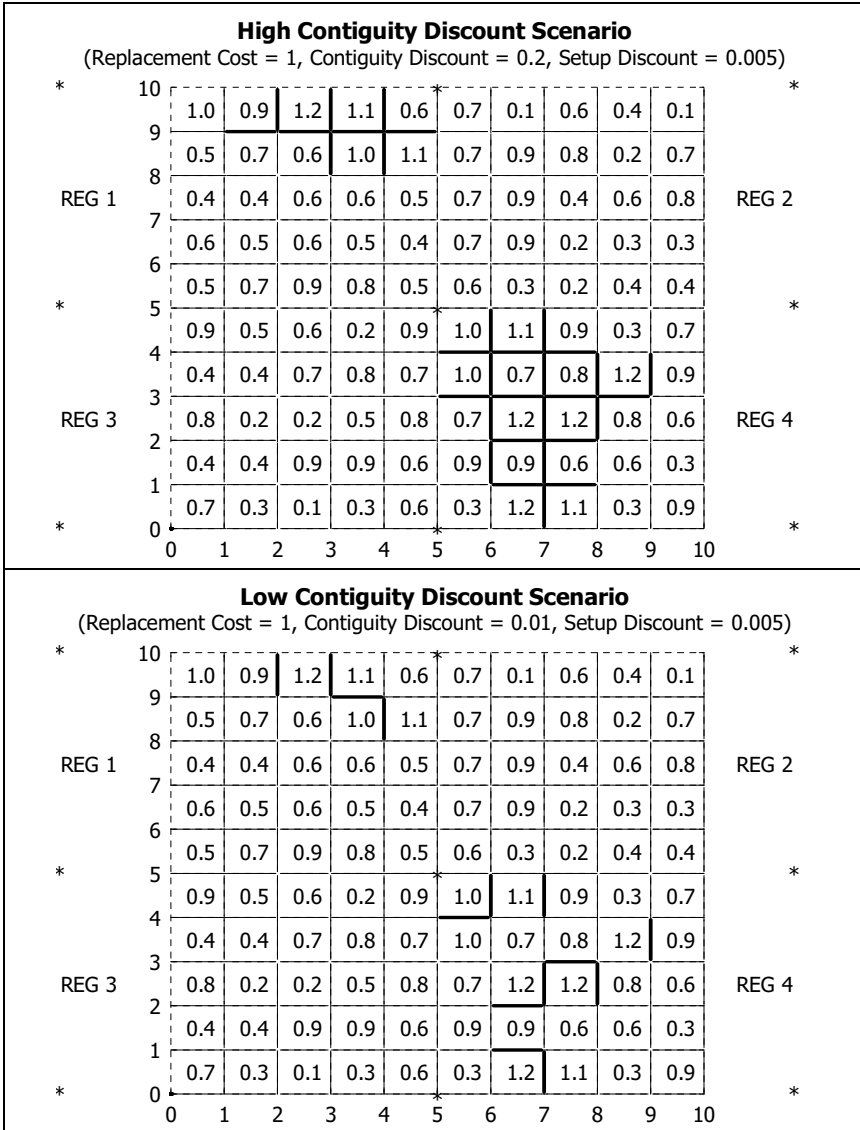 High Contiguity Discount Scenario
(Replacement Cost = 1, Contiguity Discount = 0.2, Setup Discount = 0.005)
* 10 * *
1.0 0.9 1.2 1.1 0.6 0.7 0.1 0.6 0.4 0.1
9
0.5 0.7 0.6 1.0 1.1 0.7 0.9 0.8 0.2 0.7
8
REG 1 0.4 0.4 0.6 0.6 0.5 0.7 0.9 0.4 0.6 0.8 REG 2
7
0.6 0.5 0.6 0.5 0.4 0.7 0.9 0.2 0.3 0.3
6
0.5 0.7 0.9 0.8 0.5 0.6 0.3 0.2 0.4 0.4
* 5 * *
0.9 0.5 0.6 0.2 0.9 1.0 1.1 0.9 0.3 0.7
4
0.4 0.4 0.7 0.8 0.7 1.0 0.7 0.8 1.2 0.9
3
REG 3 0.8 0.2 0.2 0.5 0.8 0.7 1.2 1.2 0.8 0.6 REG 4
2
0.4 0.4 0.9 0.9 0.6 0.9 0.9 0.6 0.6 0.3
1
0.7 0.3 0.1 0.3 0.6 0.3 1.2 1.1 0.3 0.9
* 0 * *
0 1 2 3 4 5 6 7 8 9 10
Low Contiguity Discount Scenario
(Replacement Cost = 1, Contiguity Discount = 0.01, Setup Discount = 0.005)
* 10 * *
1.0 0.9 1.2 1.1 0.6 0.7 0.1 0.6 0.4 0.1
9
0.5 0.7 0.6 1.0 1.1 0.7 0.9 0.8 0.2 0.7
8
REG 1 0.4 0.4 0.6 0.6 0.5 0.7 0.9 0.4 0.6 0.8 REG 2
7
0.6 0.5 0.6 0.5 0.4 0.7 0.9 0.2 0.3 0.3
6
0.5 0.7 0.9 0.8 0.5 0.6 0.3 0.2 0.4 0.4
* 5 * *
0.9 0.5 0.6 0.2 0.9 1.0 1.1 0.9 0.3 0.7
4
0.4 0.4 0.7 0.8 0.7 1.0 0.7 0.8 1.2 0.9
3
REG 3 0.8 0.2 0.2 0.5 0.8 0.7 1.2 1.2 0.8 0.6 REG 4
2
0.4 0.4 0.9 0.9 0.6 0.9 0.9 0.6 0.6 0.3
1
0.7 0.3 0.1 0.3 0.6 0.3 1.2 1.1 0.3 0.9
* 0 * *
0 1 2 3 4 5 6 7 8 9 10